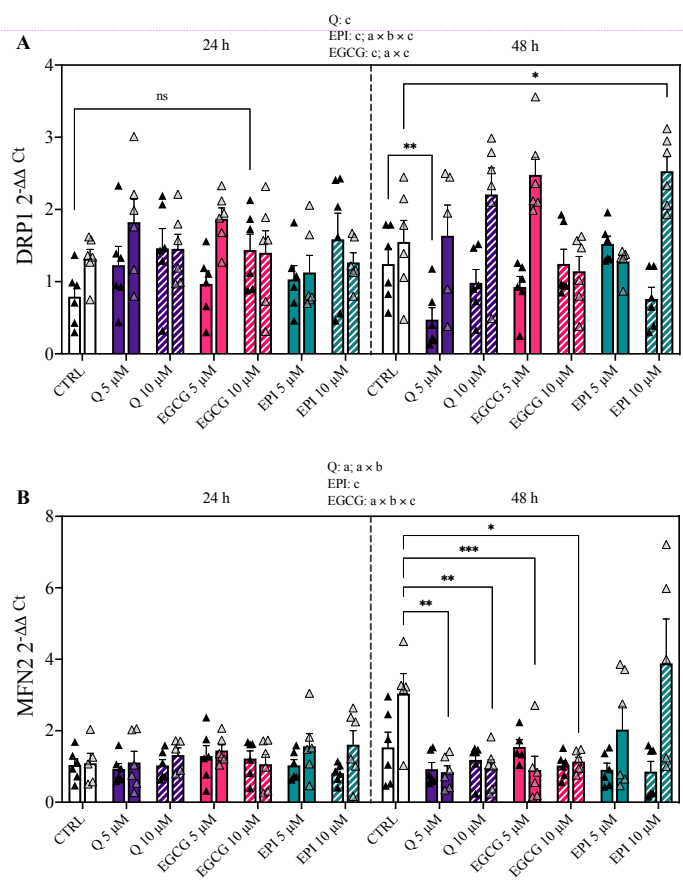 Q: c
EPI: c; a × b × c
EGCG: c; a × c
A
24 h
48 h
DRP1 2-ΔΔ Ct
4
3
2
1
0
ns
**
*
CTRL
Q 5 μM
Q 10 μM
EGCG 5 μM
EGCG 10 μM
EPI 5 μM
EPI 10 μM
CTRL
Q 5 μM
Q 10 μM
EGCG 5 μM
EGCG 10 μM
EPI 5 μM
EPI 10 μM
Q: a; a × b
EPI: c
EGCG: a × b × c
B
24 h
48 h
MFN2 2-ΔΔ Ct
8
6
4
2
0
*
***
**
**
CTRL
Q 5 μM
Q 10 μM
EGCG 5 μM
EGCG 10 μM
EPI 5 μM
EPI 10 μM
CTRL
Q 5 μM
Q 10 μM
EGCG 5 μM
EGCG 10 μM
EPI 5 μM
EPI 10 μM